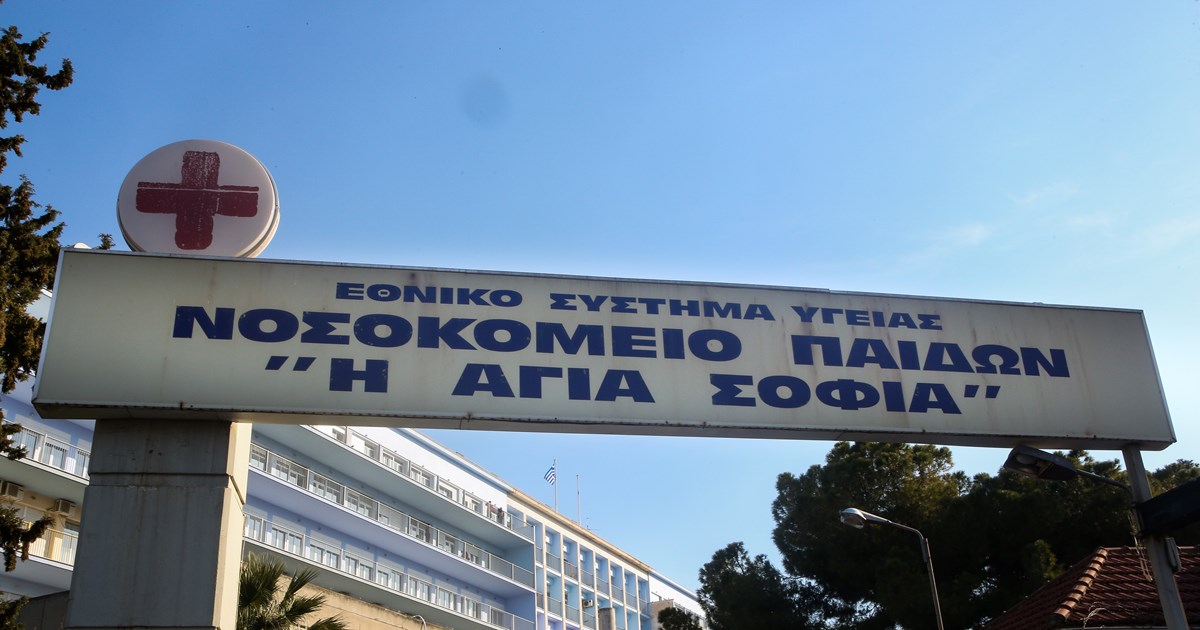 ΕΘΝΙΚΟ ΣΥΣΤΗΜΑ ΥΓΕΙΑΣ
ΝΟΣΟΚΟΜΕΙΟ ΠΑΙΔΩΝ
"Η ΑΓΙΑ ΣΟΦΙΑ"